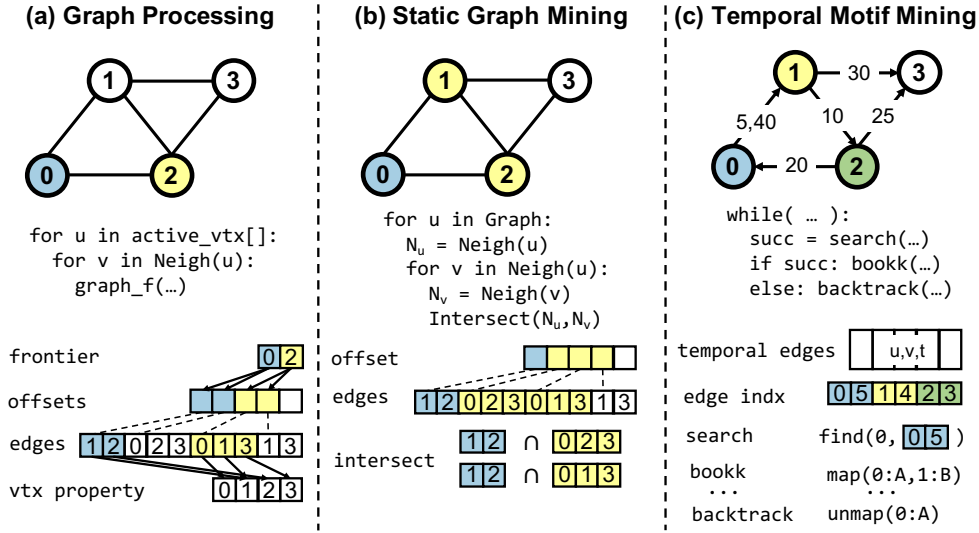 (a) Graph Processing
1
3
0
2
for u in active_vtx[]:
for v in Neigh(u):
graph_f(…)
frontier
0 2
offsets
edges
1 2 0 2 3 0 1 3 1 3
vtx property
0 1 2 3
(b) Static Graph Mining
1
3
0
2
for u in Graph:
N_u = Neigh(u)
for v in Neigh(u):
N_v = Neigh(v)
Intersect(N_u,N_v)
offset
edges
1 2 0 2 3 0 1 3 1 3
intersect
1 2 ∩ 0 2 3
1 2 ∩ 0 1 3
(c) Temporal Motif Mining
1
30
3
5,40
10
25
0
20
2
while( … ):
succ = search(…)
if succ: bookk(…)
else: backtrack(…)
temporal edges
u,v,t
edge indx
0 5 1 4 2 3
search
find(0, 0 5 )
bookk
map(0:A,1:B)
...
...
backtrack
unmap(0:A)